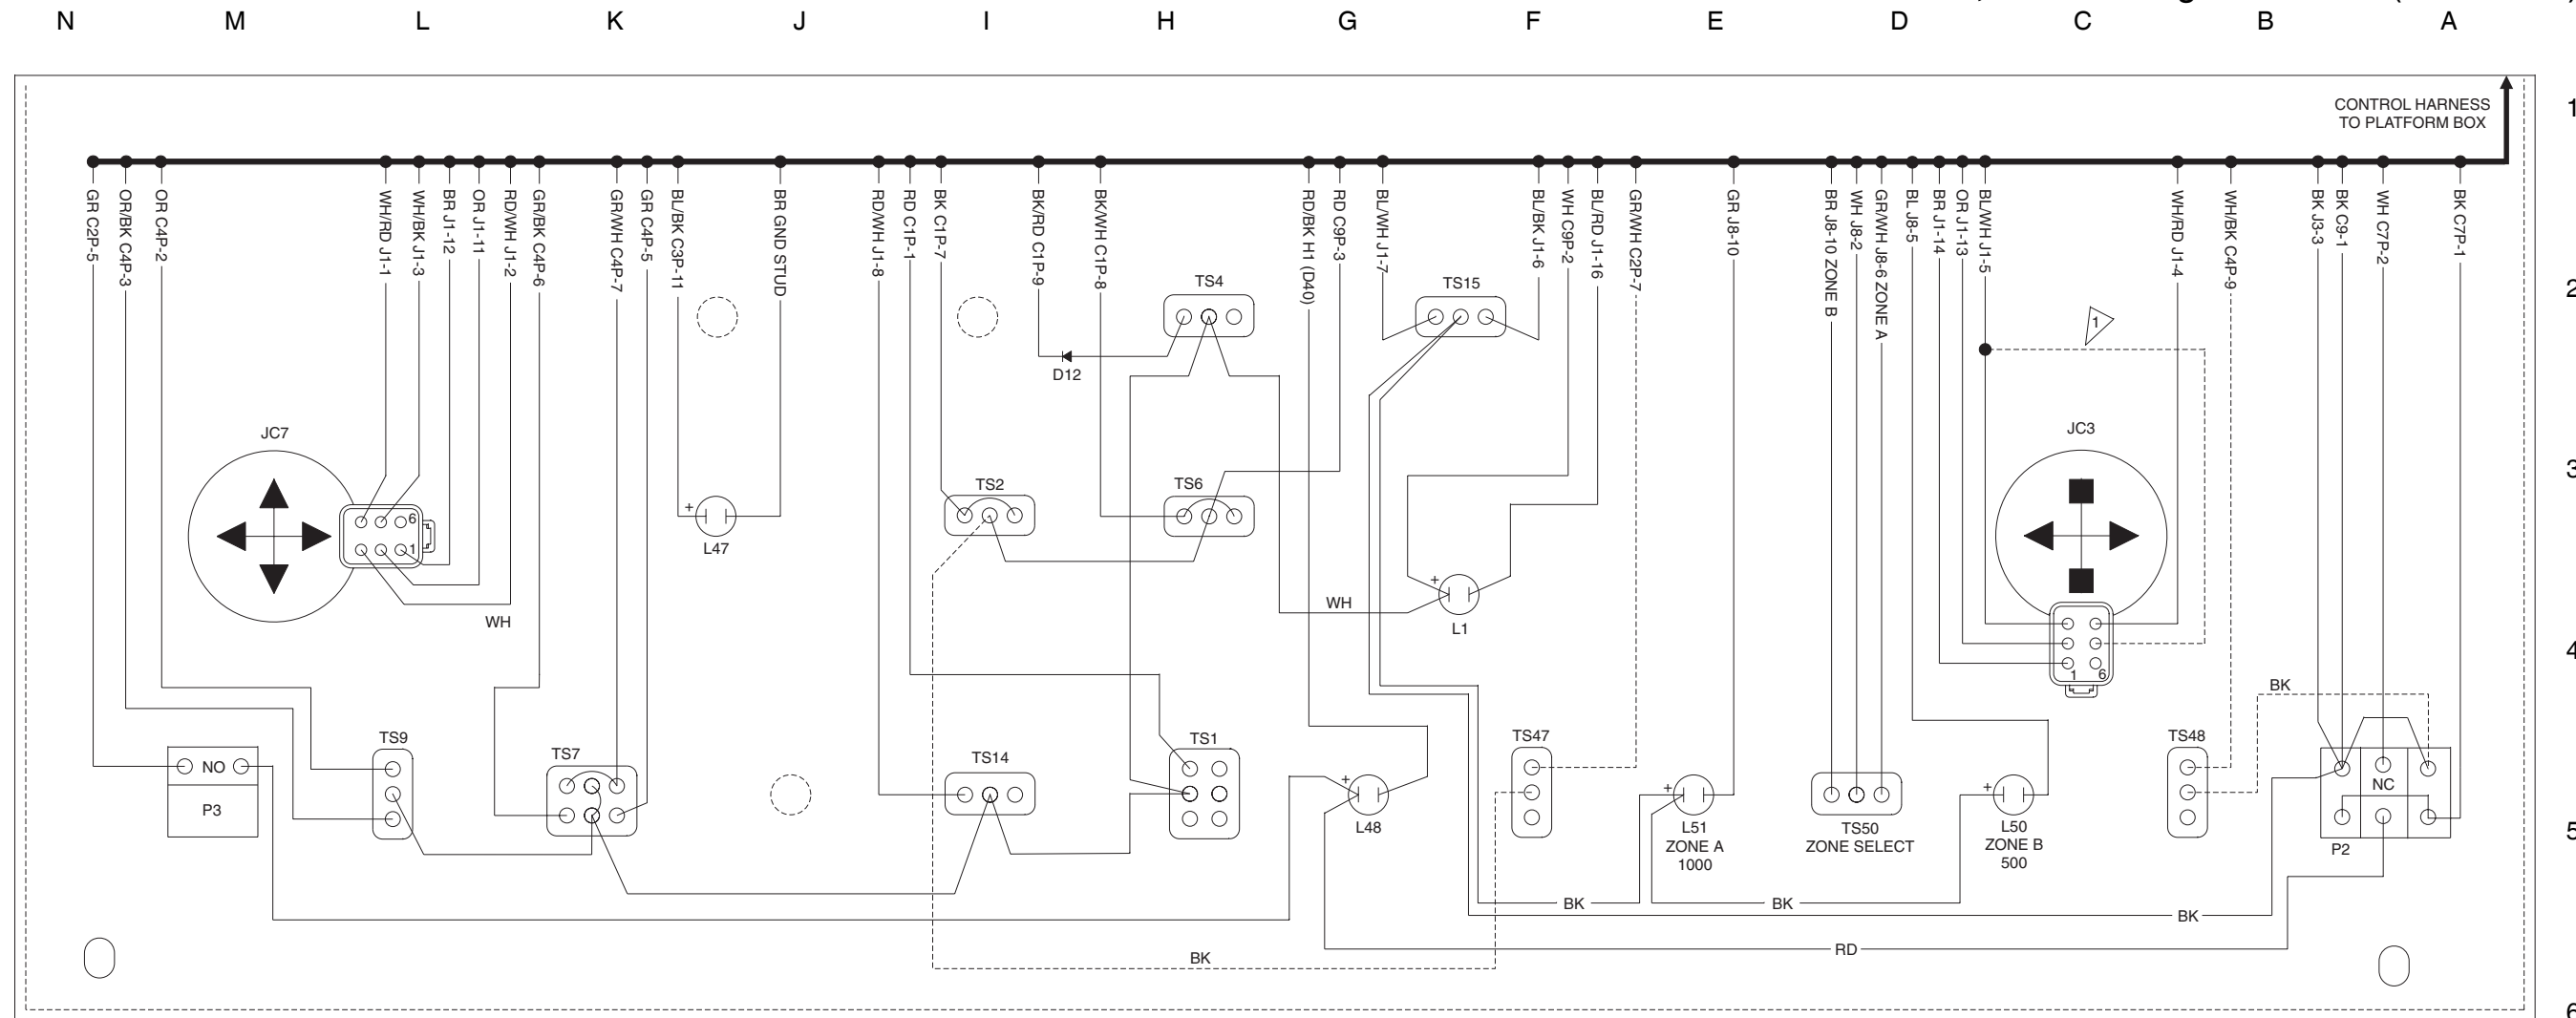 N M L K J I H G F E D C B A
CONTROL HARNESS
TO PLATFORM BOX
1
GR C2P-5
OR/BK C4P-3
OR C4P-2
WH/RD J1-1
WH/BK J1-3
BR J1-12
OR J1-11
RD/WH J1-2
GR/BK C4P-6
GR/WH C4P-7
GR C4P-5
BL/BK C3P-11
BR GND STUD
RD/WH J1-8
RD C1P-1
BK C1P-7
BK/RD C1P-9
BK/WH C1P-8
RD/BK H1 (D40)
RD C9P-3
BL/WH J1-7
BL/BK J1-6
WH C9P-2
BL/RD J1-16
GR/WH C2P-7
GR J8-10
BR J8-10 ZONE B
WH J8-2
GR/WH J8-6 ZONE A
BL J8-5
BR J1-14
OR J1-13
BL/WH J1-5
WH/RD J1-4
WH/BK C4P-9
BK J3-3
BK C9-1
WH C7P-2
BK C7P-1
TS4
TS15
2
1
D12
JC7
JC3
3
TS2
TS6
6
1
+
L47
+
L1
WH
WH
4
1 6
BK
TS9
TS7
TS14
TS1
TS47
TS48
NO
P3
+
L48
+
L51
ZONE A
1000
TS50
ZONE SELECT
+
L50
ZONE B
500
NC
P2
5
BK
BK
BK
RD
BK
6